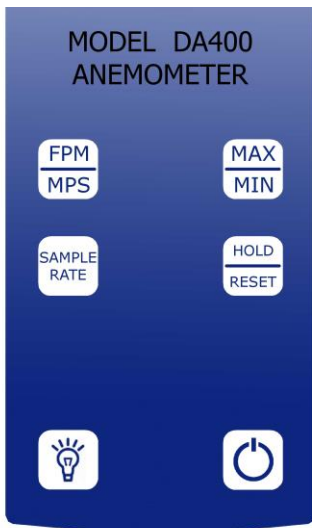 MODEL DA400
ANEMOMETER
FPM
MPS
MAX
MIN
SAMPLE
RATE
HOLD
RESET